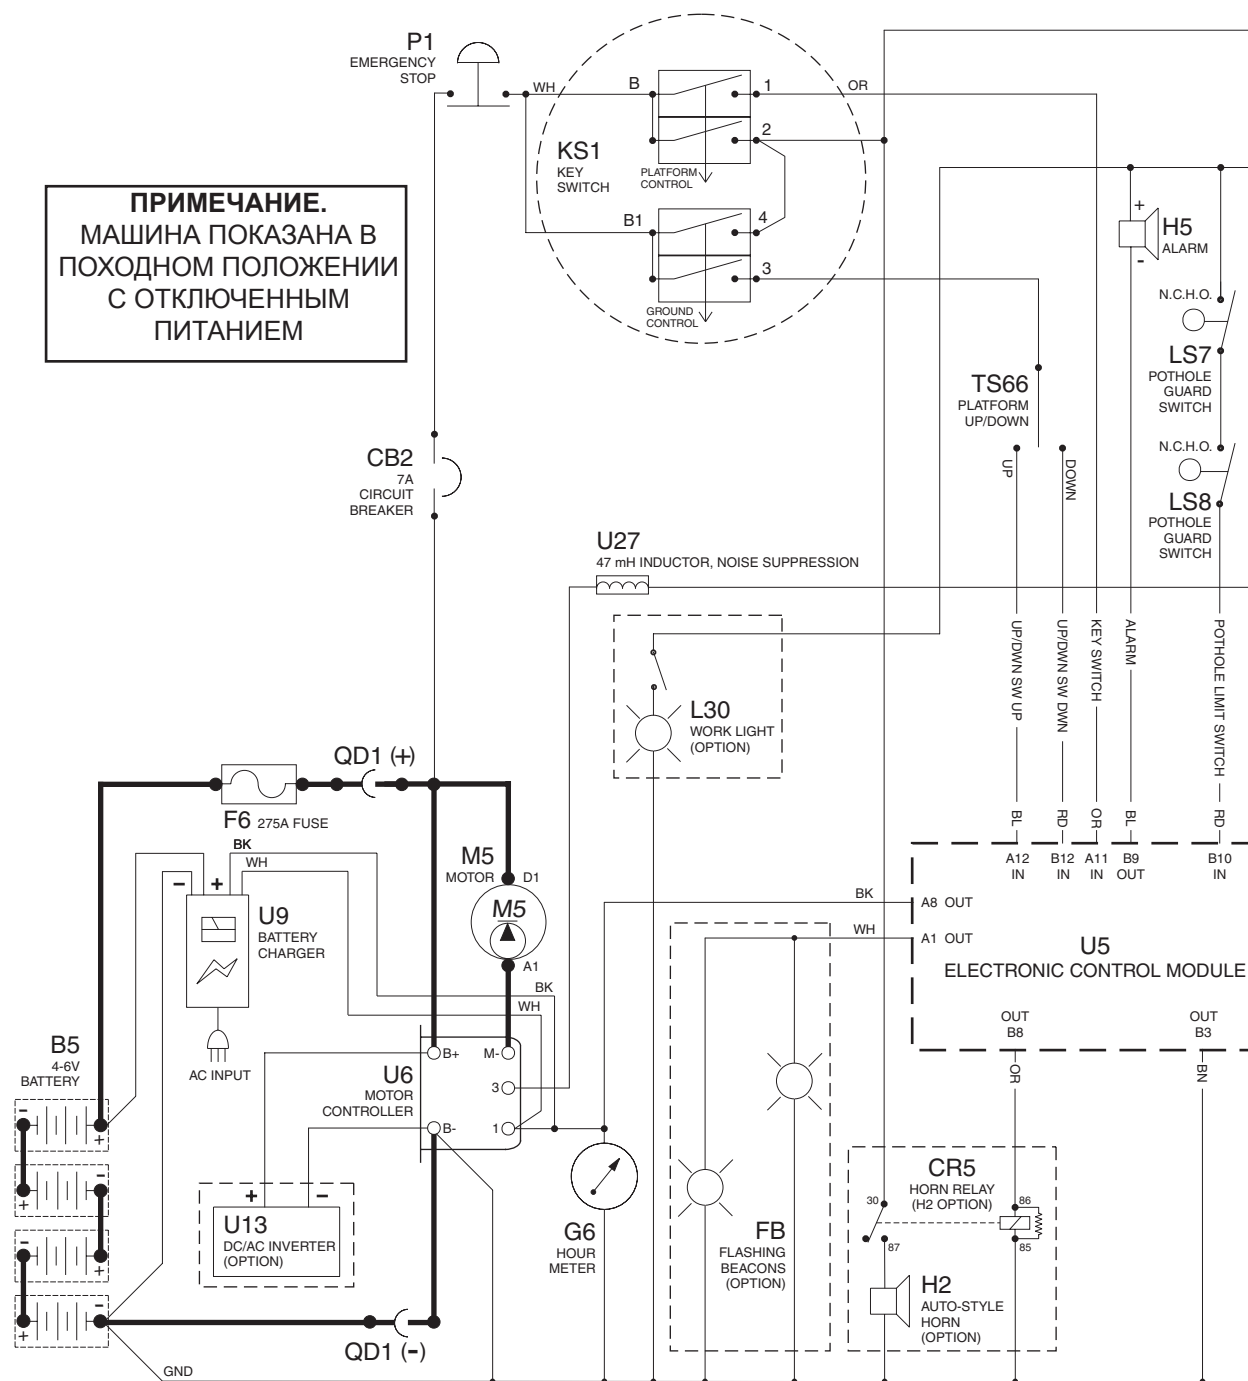 P1
EMERGENCY
STOP
WH
B
1
OR
2
KS1
KEY
SWITCH
PLATFORM
CONTROL
B1
4
3
GROUND
CONTROL
ПРИМЕЧАНИЕ.
МАШИНА ПОКАЗАНА В
ПОХОДНОМ ПОЛОЖЕНИИ
С ОТКЛЮЧЕННЫМ
ПИТАНИЕМ
+
H5
ALARM
-
N.C.H.O.
LS7
POTHOLE
GUARD
SWITCH
TS66
PLATFORM
UP/DOWN
UP
DOWN
N.C.H.O.
LS8
POTHOLE
GUARD
SWITCH
CB2
7A
CIRCUIT
BREAKER
U27
47 mH INDUCTOR, NOISE SUPPRESSION
UP/DWN SW UP
UP/DWN SW DWN
KEY SWITCH
ALARM
POTHOLE LIMIT SWITCH
L30
WORK LIGHT
(OPTION)
QD1 (+)
F6 275A FUSE
BL
RD
OR
BL
RD
A12
IN
B12
IN
A11
IN
B9
OUT
B10
IN
BK
WH
M5
MOTOR
D1
M5
A1
- +
U9
BATTERY
CHARGER
AC INPUT
BK
WH
BK
A8 OUT
WH
A1 OUT
U5
ELECTRONIC CONTROL MODULE
OUT
B8
OUT
B3
OR
BN
B5
4-6V
BATTERY
-
+
-
+
-
+
-
+
U6
MOTOR
CONTROLLER
B+
M-
3
B-
1
+ -
U13
DC/AC INVERTER
(OPTION)
G6
HOUR
METER
FB
FLASHING
BEACONS
(OPTION)
CR5
HORN RELAY
(H2 OPTION)
30
87
86
85
H2
AUTO-STYLE
HORN
(OPTION)
QD1 (-)
GND